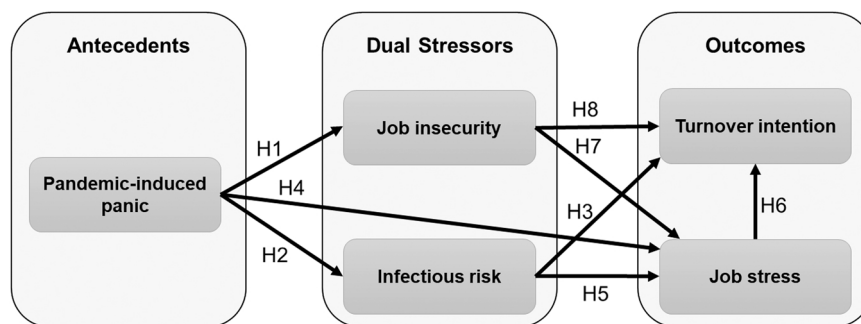 Antecedents
Dual Stressors
Outcomes
Job insecurity
H8
Turnover intention
H1
H7
Pandemic-induced
panic
H4
H3
H6
H2
Infectious risk
H5
Job stress